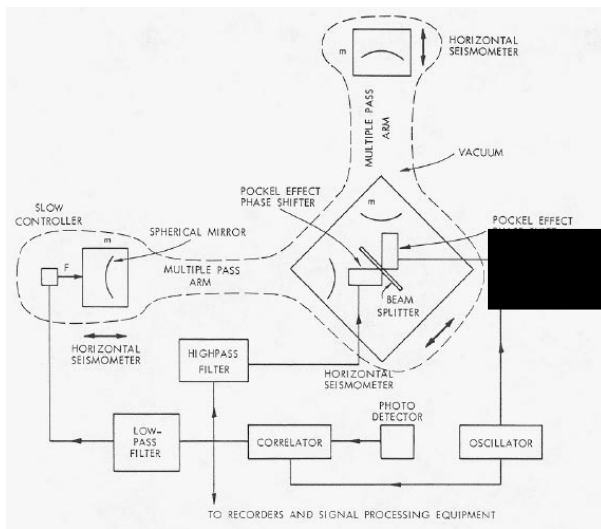 m
HORIZONTAL
SEISMOMETER
MULTIPLE PASS
ARM
VACUUM
SLOW
CONTROLLER
POCKEL EFFECT
PHASE SHIFTER
m
POCKEL EFFECT
m
SPHERICAL MIRROR
F
MULTIPLE PASS
ARM
BEAM
SPLITTER
HORIZONTAL
SEISMOMETER
HIGHPASS
FILTER
HORIZONTAL
SEISMOMETER
PHOTO
DETECTOR
LOW-
PASS
FILTER
CORRELATOR
OSCILLATOR
TO RECORDERS AND SIGNAL PROCESSING EQUIPMENT